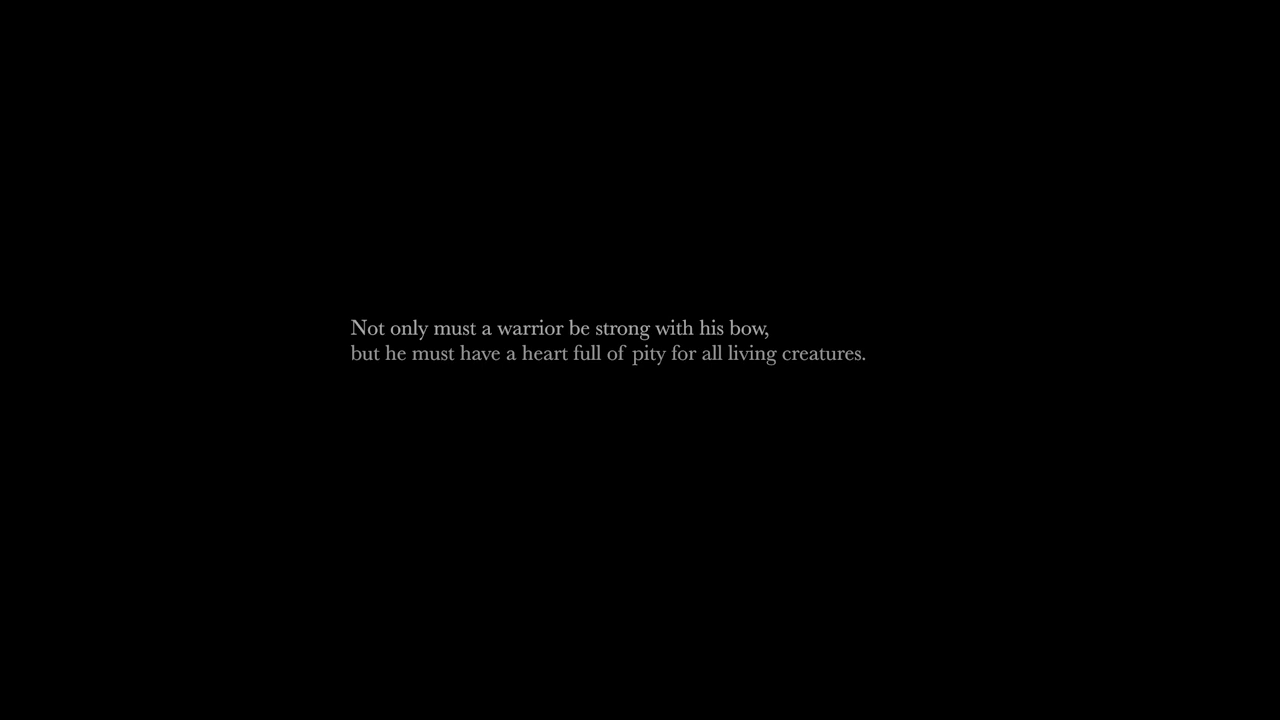 Not only must a warrior be strong with his bow,
but he must have a heart full of pity for all living creatures.